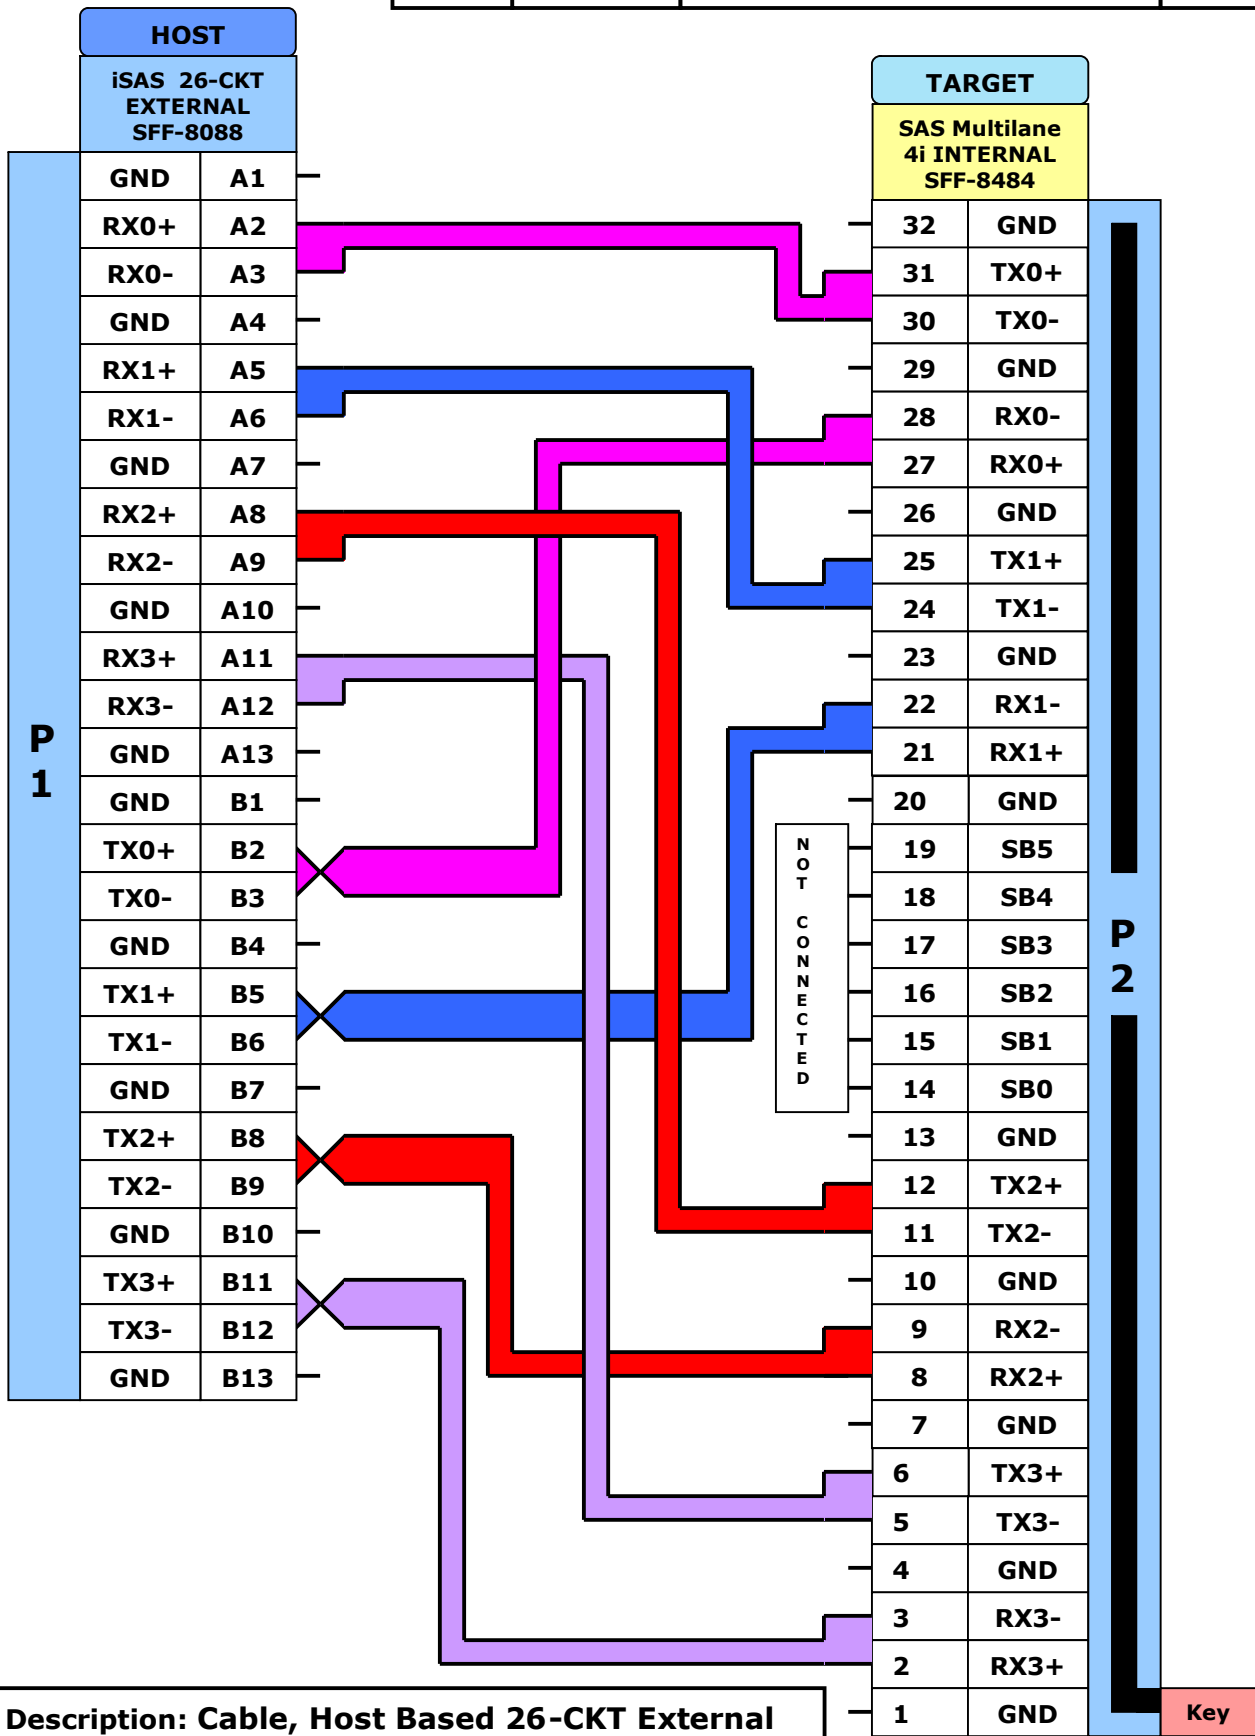 HOST
iSAS 26-CKT
EXTERNAL
SFF-8088
P
1
GND A1
RX0+ A2
RX0- A3
GND A4
RX1+ A5
RX1- A6
GND A7
RX2+ A8
RX2- A9
GND A10
RX3+ A11
RX3- A12
GND A13
GND B1
TX0+ B2
TX0- B3
GND B4
TX1+ B5
TX1- B6
GND B7
TX2+ B8
TX2- B9
GND B10
TX3+ B11
TX3- B12
GND B13
TARGET
SAS Multilane
4i INTERNAL
SFF-8484
32 GND
31 TX0+
30 TX0-
29 GND
28 RX0-
27 RX0+
26 GND
25 TX1+
24 TX1-
23 GND
22 RX1-
21 RX1+
20 GND
19 SB5
18 SB4
17 SB3
16 SB2
15 SB1
14 SB0
13 GND
12 TX2+
11 TX2-
10 GND
9 RX2-
8 RX2+
7 GND
6 TX3+
5 TX3-
4 GND
3 RX3-
2 RX3+
1 GND
NOT CONNECTED
P
2
Key
Description: Cable, Host Based 26-CKT External